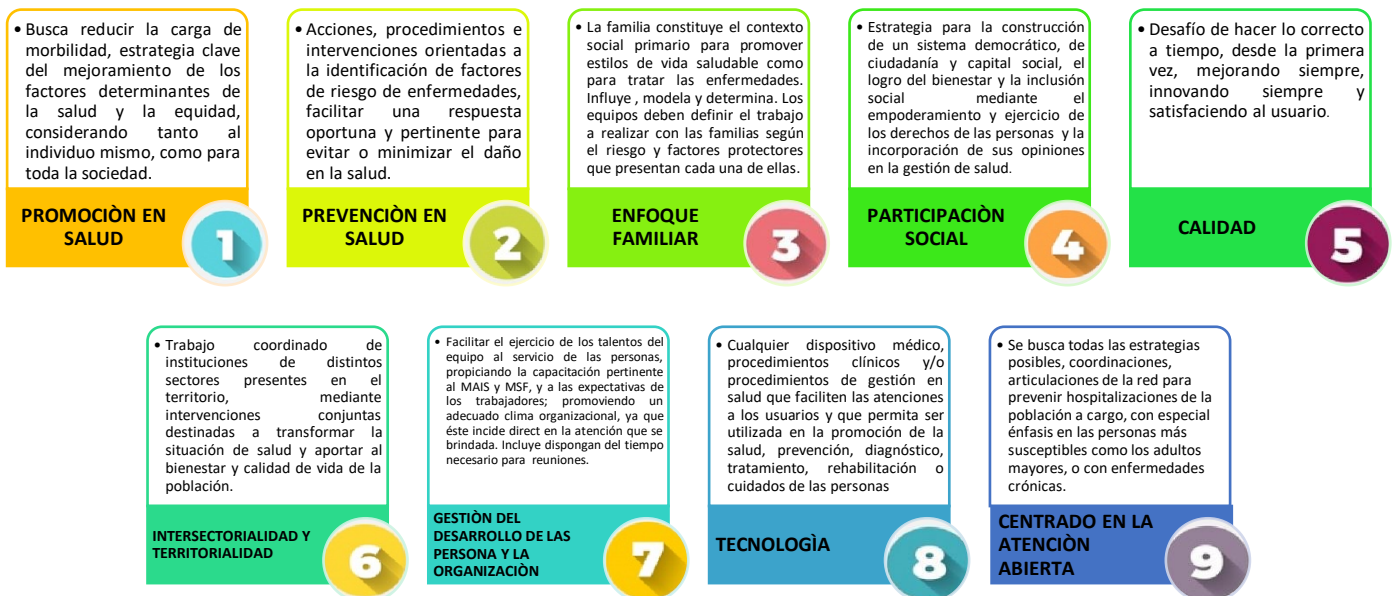 • Busca reducir la carga de
morbilidad, estrategia clave
del mejoramiento de los
factores determinantes de
la salud y la equidad,
considerando tanto al
individuo mismo, como para
toda la sociedad.
PROMOCIÒN EN
SALUD
1
• Acciones, procedimientos e
intervenciones orientadas a
la identificación de factores
de riesgo de enfermedades,
facilitar una respuesta
oportuna y pertinente para
evitar o minimizar el daño
en la salud.
PREVENCIÒN EN
SALUD
2
• La familia constituye el contexto
social primario para promover
estilos de vida saludable como
para tratar las enfermedades.
Influye , modela y determina. Los
equipos deben definir el trabajo
a realizar con las familias según
el riesgo y factores protectores
que presentan cada una de ellas.
ENFOQUE
FAMILIAR
3
• Estrategia para la construcción
de un sistema democrático, de
ciudadanía y capital social, el
logro del bienestar y la inclusión
social mediante el
empoderamiento y ejercicio de
los derechos de las personas y la
incorporación de sus opiniones
en la gestión de salud.
PARTICIPACIÒN
SOCIAL
4
• Desafío de hacer lo correcto
a tiempo, desde la primera
vez, mejorando siempre,
innovando siempre y
satisfaciendo al usuario.
CALIDAD
5
• Trabajo coordinado de
instituciones de distintos
sectores presentes en el
territorio, mediante
intervenciones conjuntas
destinadas a transformar la
situación de salud y aportar al
bienestar y calidad de vida de la
población.
INTERSECTORIALIDAD Y
TERRITORIALIDAD
6
• Facilitar el ejercicio de los talentos del
equipo al servicio de las personas,
propiciando la capacitación pertinente
al MAIS y MSF, y a las expectativas de
los trabajadores; promoviendo un
adecuado clima organizacional, ya que
éste incide direct en la atención que se
brindada. Incluye dispongan del tiempo
necesario para reuniones.
GESTIÒN DEL
DESARROLLO DE LAS
PERSONA Y LA
ORGANIZACIÒN
7
• Cualquier dispositivo médico,
procedimientos clínicos y/o
procedimientos de gestión en
salud que faciliten las atenciones
a los usuarios y que permita ser
utilizada en la promoción de la
salud, prevención, diagnóstico,
tratamiento, rehabilitación o
cuidados de las personas
TECNOLOGÌA
8
• Se busca todas las estrategias
posibles, coordinaciones,
articulaciones de la red para
prevenir hospitalizaciones de la
población a cargo, con especial
énfasis en las personas más
susceptibles como los adultos
mayores, o con enfermedades
crónicas.
CENTRADO EN LA
ATENCIÒN
ABIERTA
9